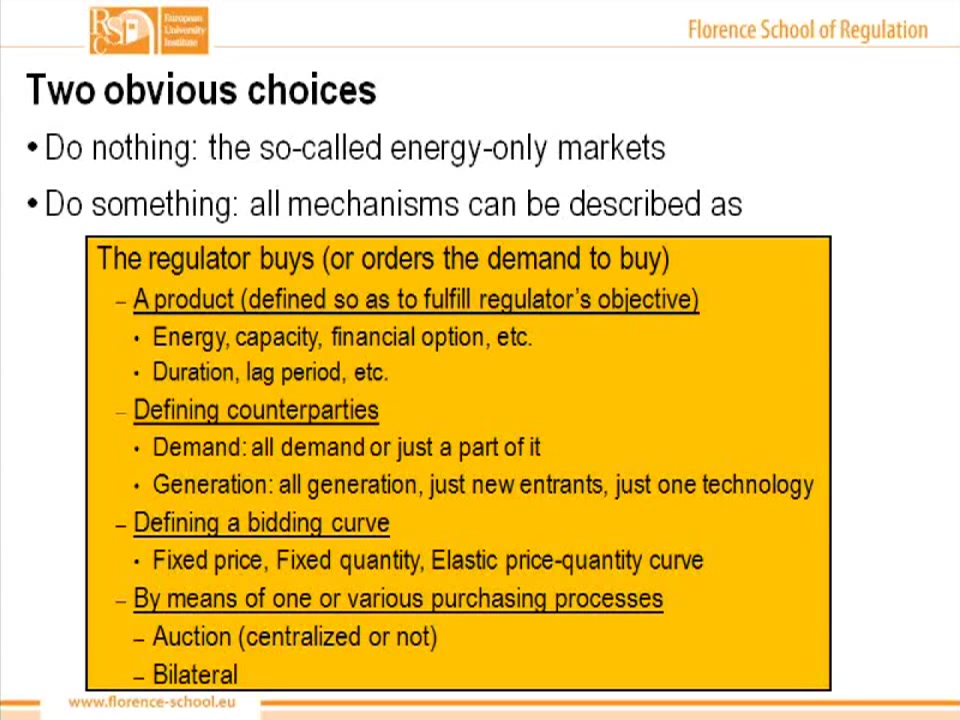 RSCP
European
University
Institute
Florence School of Regulation
Two obvious choices
• Do nothing: the so-called energy-only markets
• Do something: all mechanisms can be described as
The regulator buys (or orders the demand to buy)
– A product (defined so as to fulfill regulator's objective)
• Energy, capacity, financial option, etc.
• Duration, lag period, etc.
– Defining counterparties
• Demand: all demand or just a part of it
• Generation: all generation, just new entrants, just one technology
– Defining a bidding curve
• Fixed price, Fixed quantity, Elastic price-quantity curve
– By means of one or various purchasing processes
– Auction (centralized or not)
– Bilateral
www.florence-school.eu